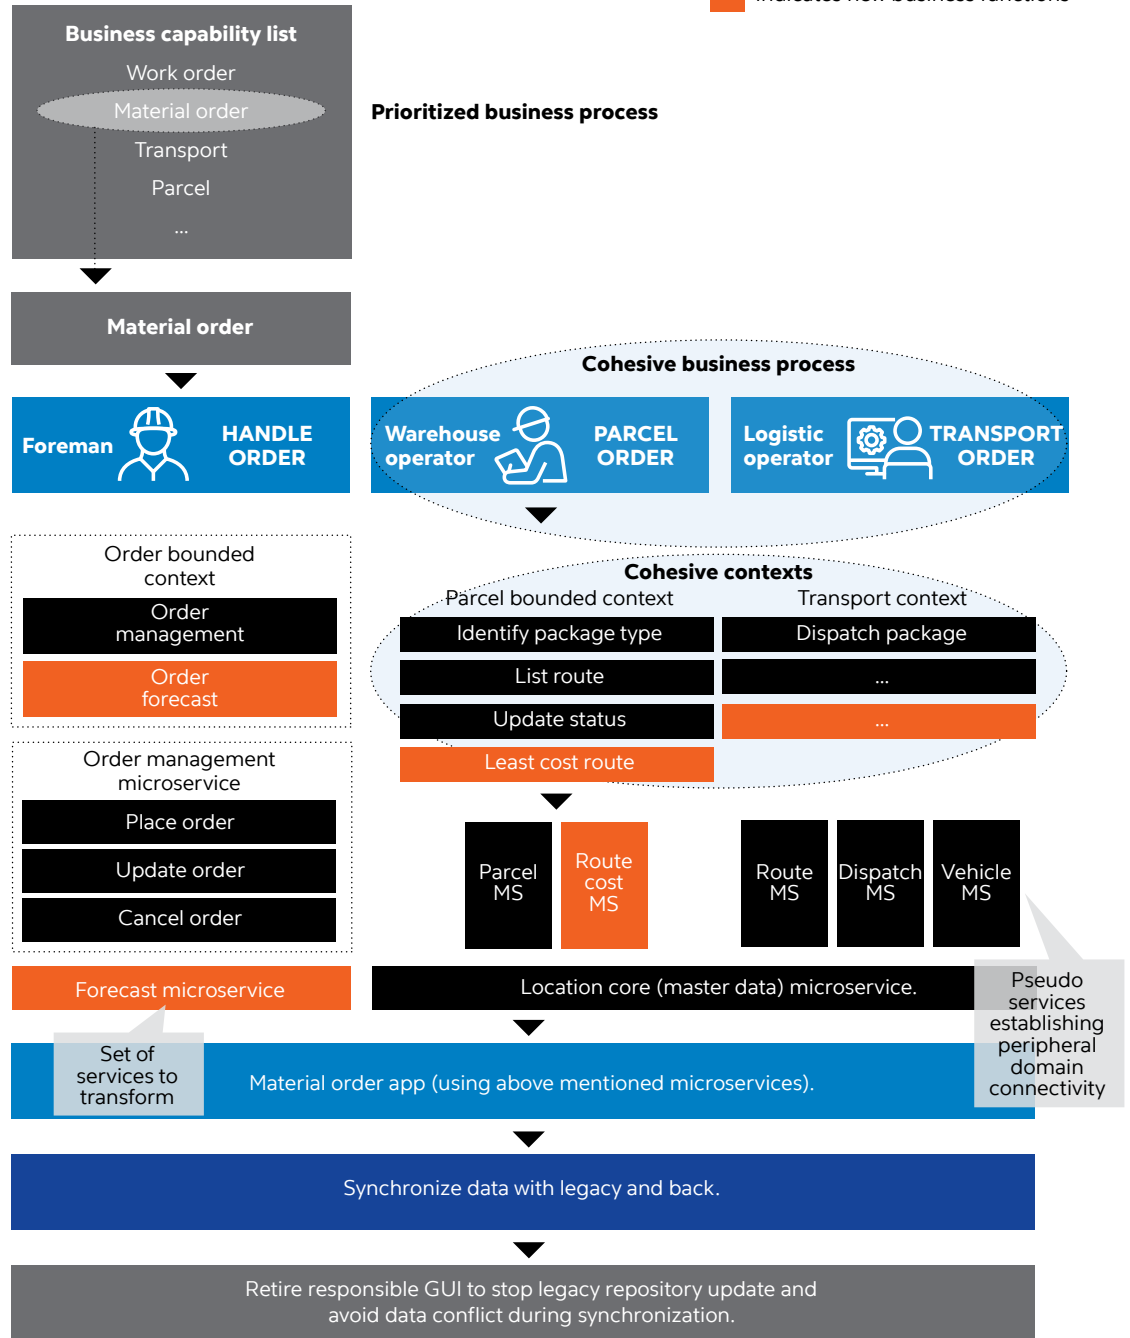 Indicates new business functions
Business capability list
Work order
Material order
Transport
Parcel
...
Prioritized business process
Material order
Cohesive business process
Foreman
HANDLE
ORDER
Warehouse
operator
PARCEL
ORDER
Logistic
operator
TRANSPORT
ORDER
Order bounded
context
Order
management
Order
forecast
Cohesive contexts
Parcel bounded context
Identify package type
List route
Update status
Least cost route
Transport context
Dispatch package
...
...
Order management
microservice
Place order
Update order
Cancel order
Parcel
MS
Route
cost
MS
Route
MS
Dispatch
MS
Vehicle
MS
Forecast microservice
Location core (master data) microservice.
Pseudo
services
establishing
peripheral
domain
connectivity
Set of
services to
transform
Material order app (using above mentioned microservices).
Synchronize data with legacy and back.
Retire responsible GUI to stop legacy repository update and
avoid data conflict during synchronization.